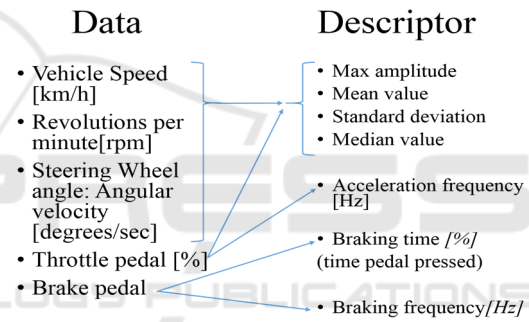 Data
• Vehicle Speed
[km/h]
• Revolutions per
minute[rpm]
• Steering Wheel
angle: Angular
velocity
[degrees/sec]
• Throttle pedal [%]
• Brake pedal
Descriptor
• Max amplitude
• Mean value
• Standard deviation
• Median value
• Acceleration frequency
[Hz]
• Braking time [%]
(time pedal pressed)
• Braking frequency[Hz]